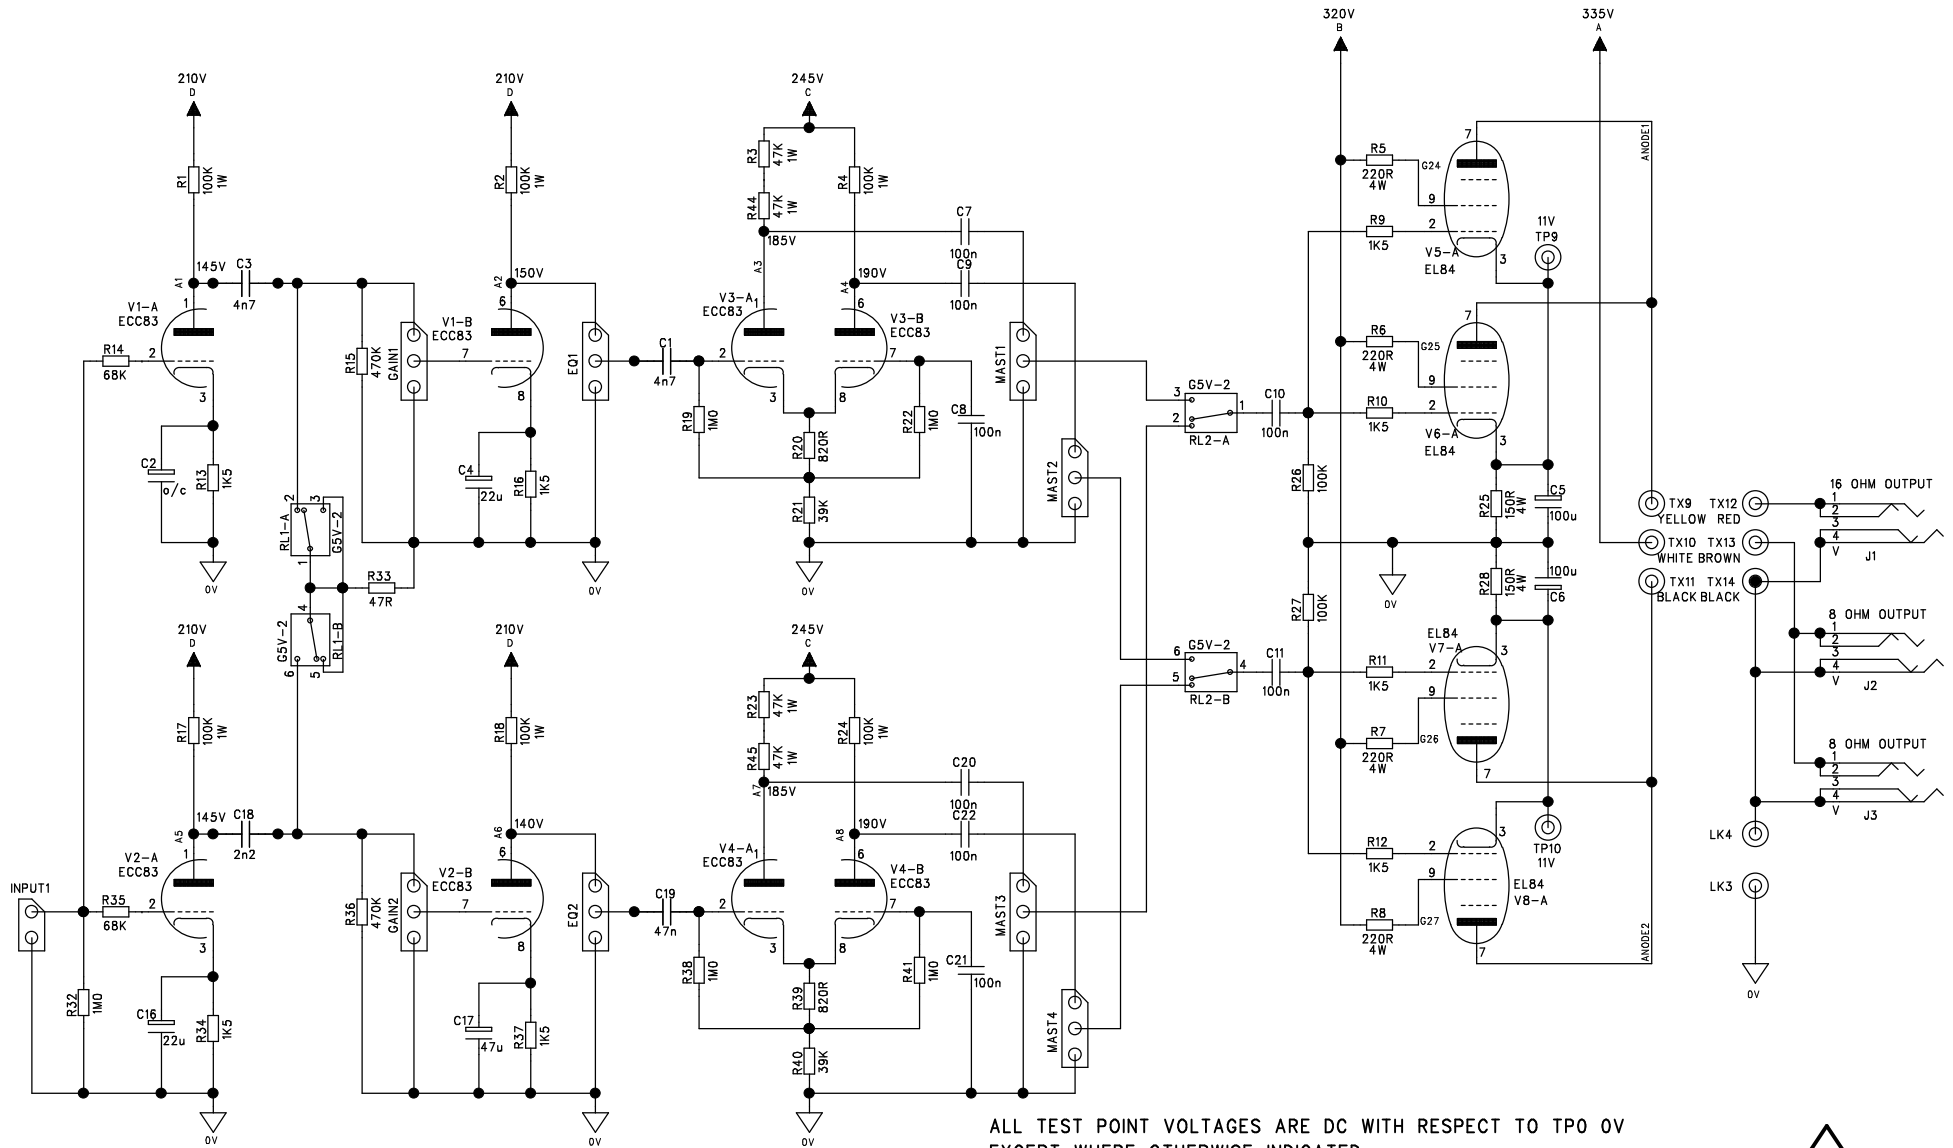 320V
B
335V
A
210V
D
210V
D
245V
C
R1
100K
1W
R2
100K
1W
R3
47K
1W
R44
47K
1W
R4
100K
1W
185V
A3
C7
100n
C9
100n
190V
A4
145V
A1
C3
4n7
150V
A2
V1-A
ECC83
1
2
3
R14
68K
C2
o/c
R13
1K5
0V
R15
470K
GAIN1
V1-B
ECC83
6
7
8
C4
22u
R16
1K5
0V
EQ1
C1
4n7
V3-A
ECC83
1
2
3
V3-B
ECC83
6
7
8
R19
1M0
R20
820R
R22
1M0
C8
100n
R21
39K
0V
MAST1
MAST2
RL1-A
G5V-2
2
3
1
R33
47R
G5V-2
RL1-B
4
6
5
G5V-2
3
2
1
RL2-A
C10
100n
R5
220R
4W
G24
R9
1K5
7
9
2
3
V5-A
EL84
11V
TP9
ANODE1
R6
220R
4W
G25
R10
1K5
7
9
2
3
V6-A
EL84
R26
100K
R25
150R
4W
C5
100u
0V
R27
100K
R28
150R
4W
100u
C6
TX9
YELLOW
TX12
RED
TX10
WHITE
TX13
BROWN
TX11
BLACK
TX14
BLACK
16 OHM OUTPUT
1
2
3
4
V
J1
8 OHM OUTPUT
1
2
3
4
V
J2
8 OHM OUTPUT
1
2
3
4
V
J3
LK4
LK3
0V
210V
D
210V
D
245V
C
R17
100K
1W
R18
100K
1W
R23
47K
1W
R45
47K
1W
R24
100K
1W
185V
A7
C20
100n
C22
100n
190V
A8
145V
A5
C18
2n2
140V
A6
INPUT1
R35
68K
R32
1M0
V2-A
ECC83
1
2
3
C16
22u
R34
1K5
0V
R36
470K
GAIN2
V2-B
ECC83
6
7
8
C17
47u
R37
1K5
0V
EQ2
C19
47n
V4-A
ECC83
1
2
3
V4-B
ECC83
6
7
8
R38
1M0
R39
820R
R41
1M0
C21
100n
R40
39K
0V
MAST3
MAST4
G5V-2
6
5
4
RL2-B
C11
100n
R11
1K5
R7
220R
4W
G26
EL84
V7-A
3
2
9
7
R12
1K5
R8
220R
4W
G27
3
2
9
7
EL84
V8-A
TP10
11V
ANODE2
ALL TEST POINT VOLTAGES ARE DC WITH RESPECT TO TP0 0V
EXCEPT WHERE OTHERWISE INDICATED